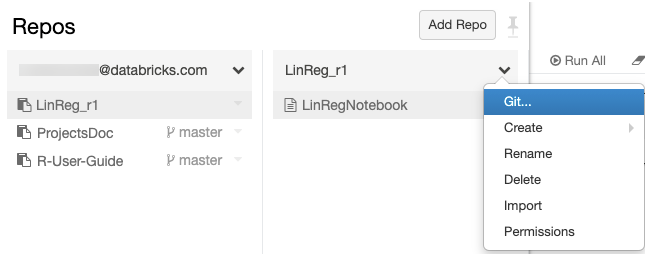 Repos
Add Repo
@databricks.com
LinReg_r1
Run All
LinReg_r1
LinRegNotebook
Git...
ProjectsDoc
master
Create
R-User-Guide
master
Rename
Delete
Import
Permissions